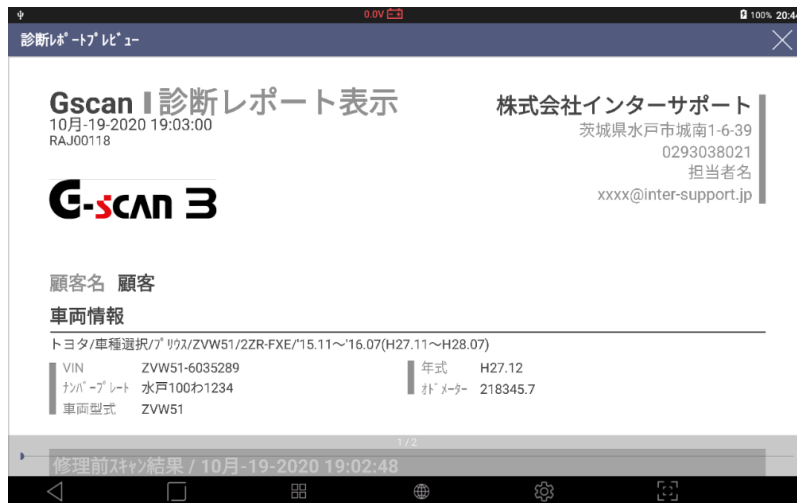 0.0V
100% 20:44
診断ﾚﾎﾟｰﾄﾌﾟﾚﾋﾞｭｰ
Gscan 診断レポート表示
10月-19-2020 19:03:00
RAJ00118
株式会社インターサポート
茨城県水戸市城南1-6-39
0293038021
担当者名
xxxx@inter-support.jp
G-scan 3
顧客名 顧客
車両情報
トヨタ/車種選択/ﾌﾟﾘｳｽ/ZVW51/2ZR-FXE/'15.11～'16.07(H27.11～H28.07)
VIN ZVW51-6035289
年式 H27.12
ﾅﾝﾊﾞｰﾌﾟﾚｰﾄ 水戸100わ1234
ｵﾄﾞﾒｰﾀｰ 218345.7
車両型式 ZVW51
1/2
修理前ｽｷｬﾝ結果 / 10月-19-2020 19:02:48